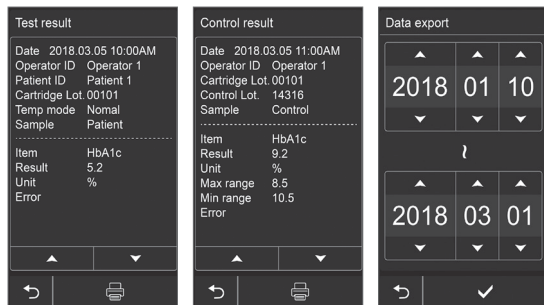 Test result
Date 2018.03.05 10:00AM
Operator ID Operator 1
Patient ID Patient 1
Cartridge Lot. 00101
Temp mode Nomal
Sample Patient
Item HbA1c
Result 5.2
Unit %
Error
Control result
Date 2018.03.05 11:00AM
Operator ID Operator 1
Cartridge Lot. 00101
Control Lot. 14316
Sample Control
Item HbA1c
Result 9.2
Unit %
Max range 8.5
Min range 10.5
Error
Data export
2018 01 10
~
2018 03 01